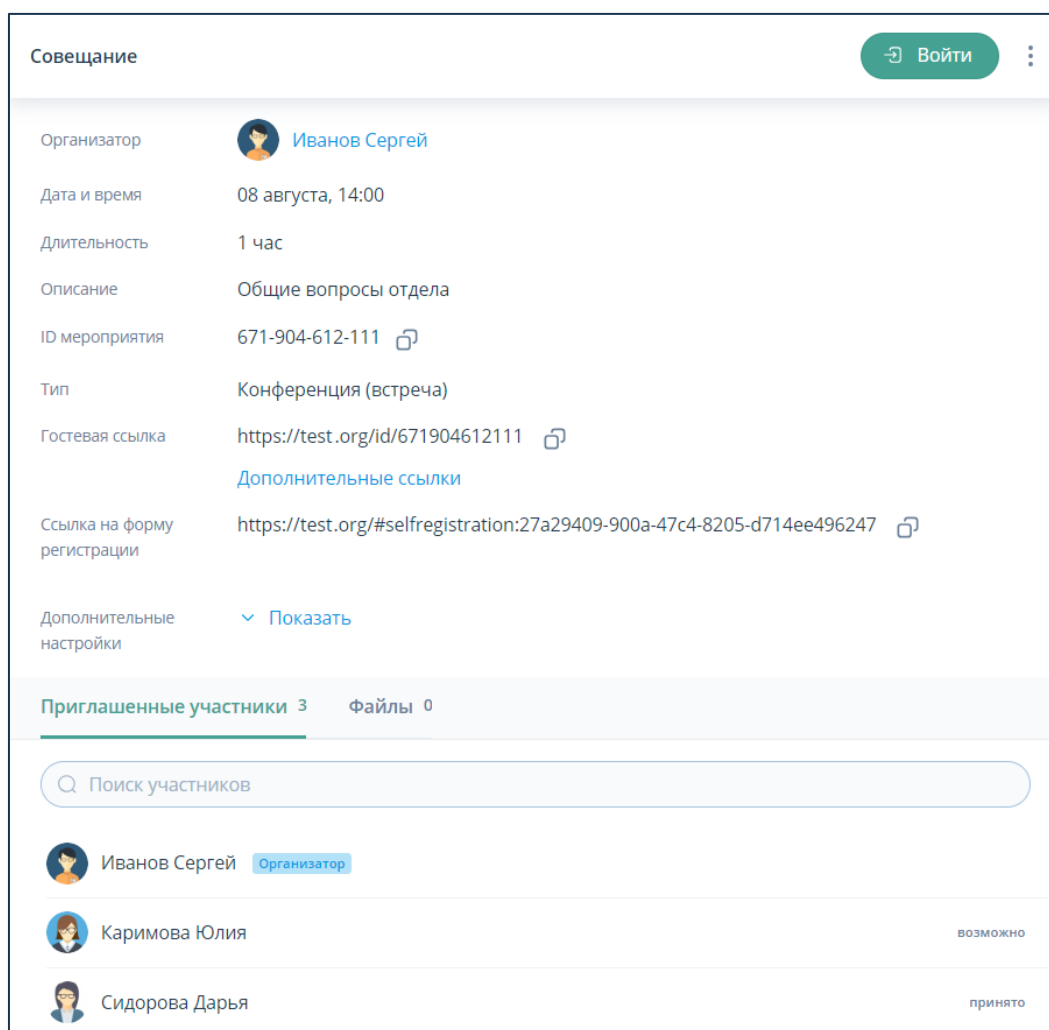 Совещание
Войти
Организатор
Иванов Сергей
Дата и время
08 августа, 14:00
Длительность
1 час
Описание
Общие вопросы отдела
ID мероприятия
671-904-612-111
Тип
Конференция (встреча)
Гостевая ссылка
https://test.org/id/671904612111
Дополнительные ссылки
Ссылка на форму
регистрации
https://test.org/#selfregistration:27a29409-900a-47c4-8205-d714ee496247
Дополнительные
настройки
Показать
Приглашенные участники 3
Файлы 0
Поиск участников
Иванов Сергей Организатор
Каримова Юлия
возможно
Сидорова Дарья
принято